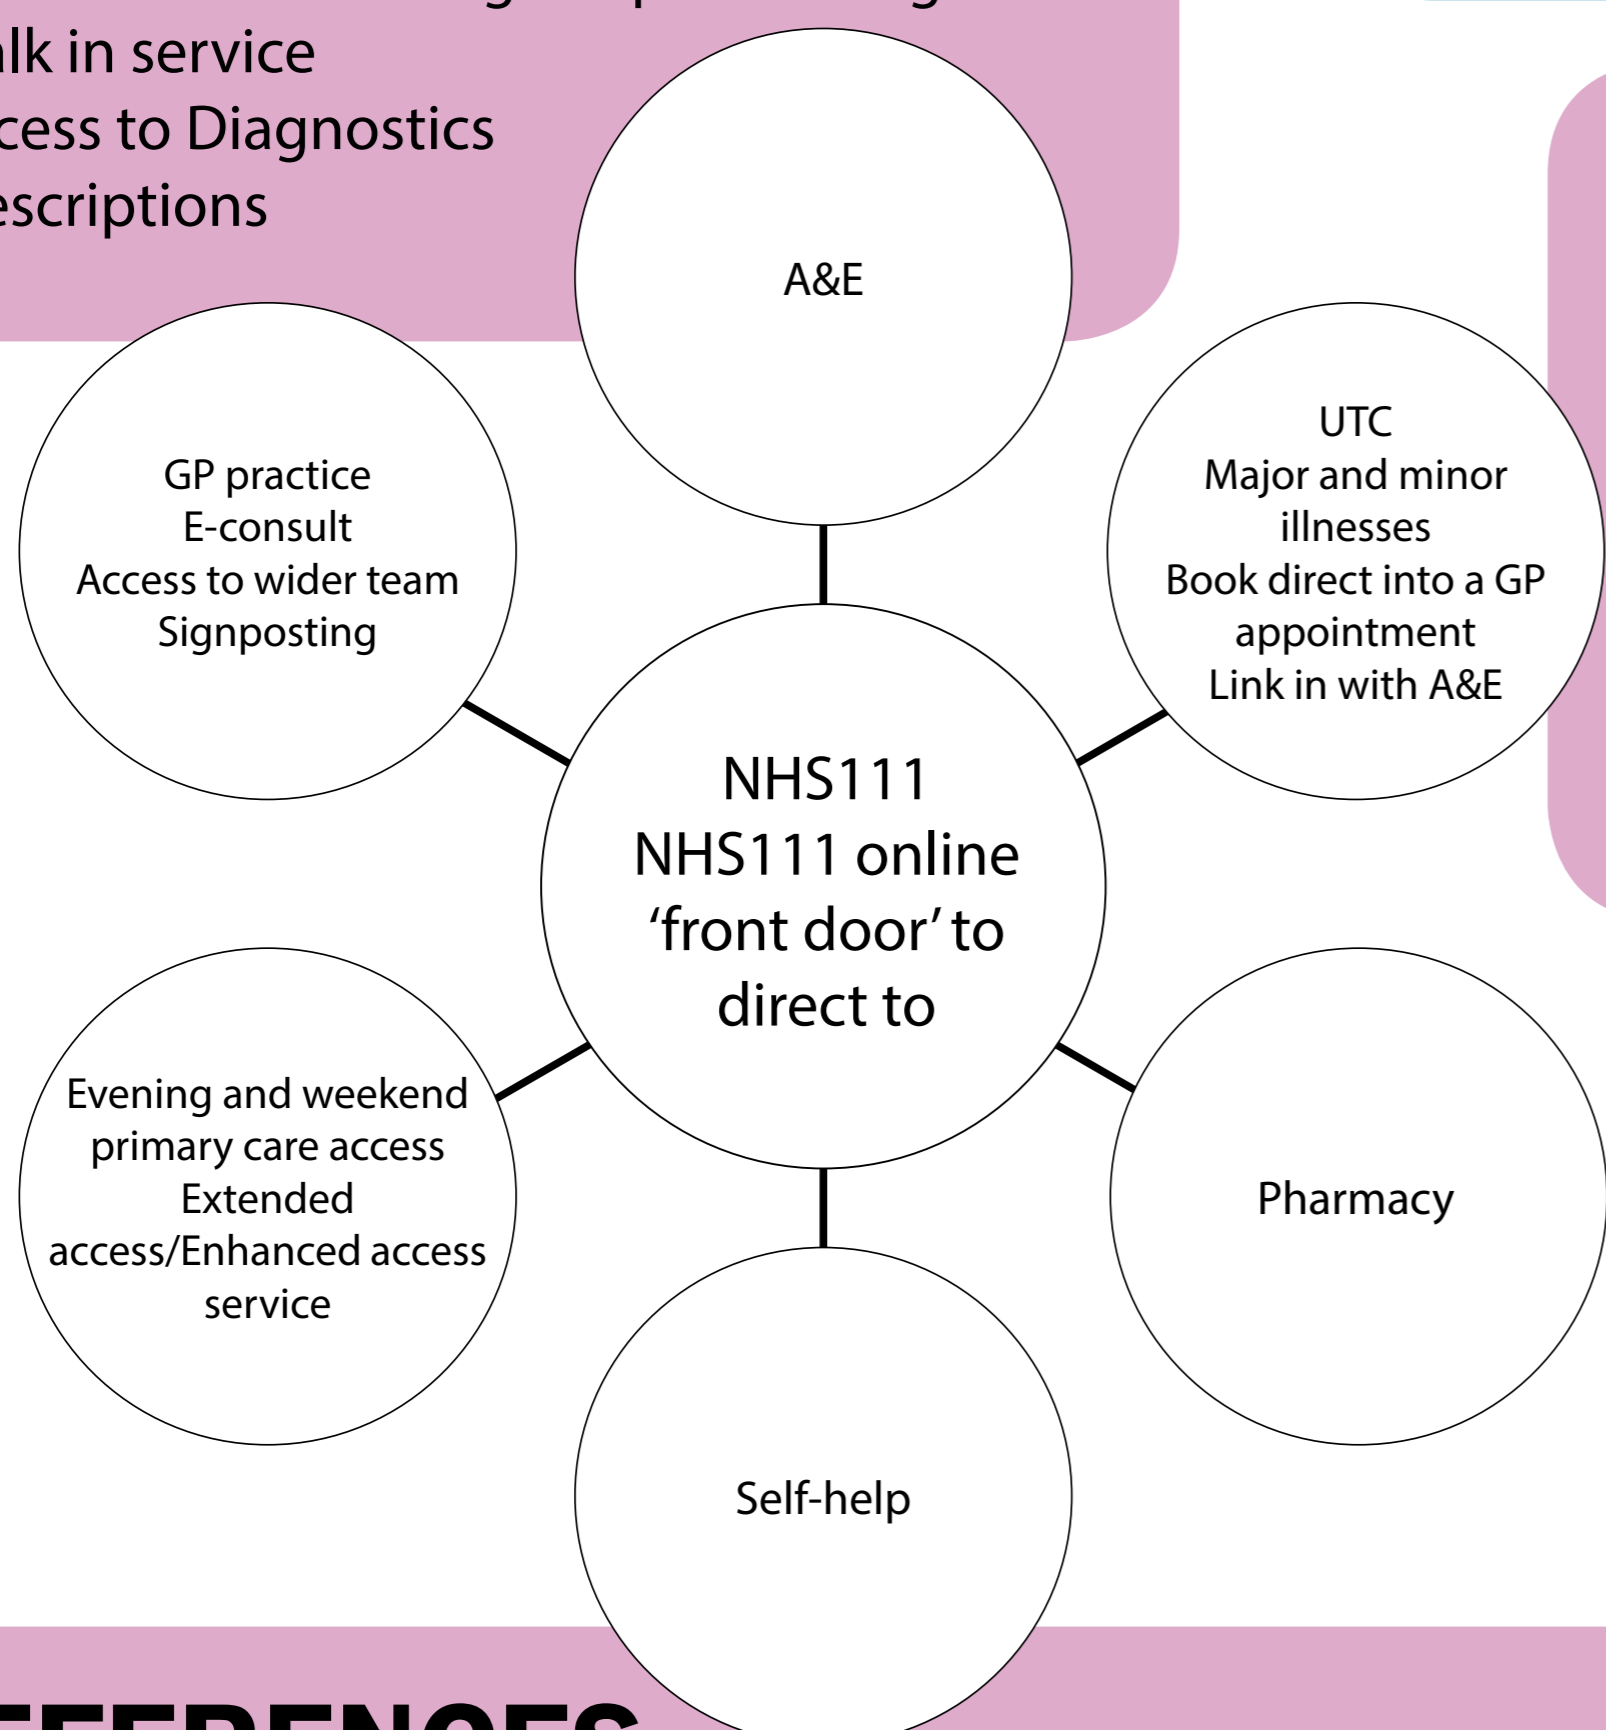 alk in service
cess to Diagnostics
escriptions
A&E
GP practice
E-consult
Access to wider team
Signposting
UTC
Major and minor
illnesses
Book direct into a GP
appointment
Link in with A&E
NHS111
NHS111 online
‘front door’ to
direct to
Evening and weekend
primary care access
Extended
access/Enhanced access
service
Pharmacy
Self-help